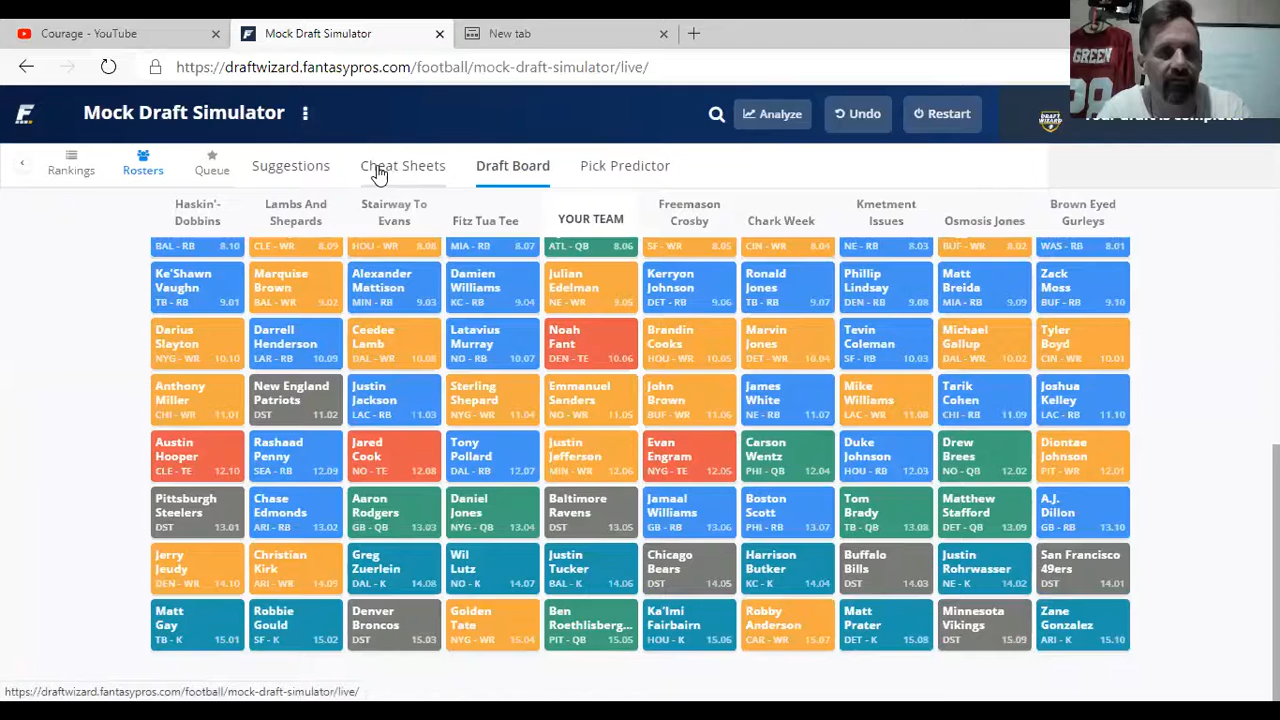 Courage - YouTube
Mock Draft Simulator
New tab
https://draftwizard.fantasypros.com/football/mock-draft-simulator/live/
GREEN
Mock Draft Simulator
Analyze
Undo
Restart
DRAFT WIZARD
Rankings
Rosters
Queue
Suggestions
Cheat Sheets
Draft Board
Pick Predictor
Haskin'-Dobbins
Lambs And Shepards
Stairway To Evans
Fitz Tua Tee
YOUR TEAM
Freemason Crosby
Chark Week
Kmetment Issues
Osmosis Jones
Brown Eyed Gurleys
BAL - RB 8.10
CLE - WR 8.09
HOU - WR 8.08
MIA - RB 8.07
ATL - QB 8.06
SF - WR 8.05
CIN - WR 8.04
NE - RB 8.03
BUF - WR 8.02
WAS - RB 8.01
Ke'Shawn Vaughn TB - RB 9.01
Marquise Brown BAL - WR 9.02
Alexander Mattison MIN - RB 9.03
Damien Williams KC - RB 9.04
Julian Edelman NE - WR 9.05
Kerryon Johnson DET - RB 9.06
Ronald Jones TB - RB 9.07
Phillip Lindsay DEN - RB 9.08
Matt Breida MIA - RB 9.09
Zack Moss BUF - RB 9.10
Darius Slayton NYG - WR 10.10
Darrell Henderson LAR - RB 10.09
Ceedee Lamb DAL - WR 10.08
Latavius Murray NO - RB 10.07
Noah Fant DEN - TE 10.06
Brandin Cooks HOU - WR 10.05
Marvin Jones DET - WR 10.04
Tevin Coleman SF - RB 10.03
Michael Gallup DAL - WR 10.02
Tyler Boyd CIN - WR 10.01
Anthony Miller CHI - WR 11.01
New England Patriots DST 11.02
Justin Jackson LAC - RB 11.03
Sterling Shepard NYG - WR 11.04
Emmanuel Sanders NO - WR 11.05
John Brown BUF - WR 11.06
James White NE - RB 11.07
Mike Williams LAC - WR 11.08
Tarik Cohen CHI - RB 11.09
Joshua Kelley LAC - RB 11.10
Austin Hooper CLE - TE 12.10
Rashaad Penny SEA - RB 12.09
Jared Cook NO - TE 12.08
Tony Pollard DAL - RB 12.07
Justin Jefferson MIN - WR 12.06
Evan Engram NYG - TE 12.05
Carson Wentz PHI - QB 12.04
Duke Johnson HOU - RB 12.03
Drew Brees NO - QB 12.02
Diontae Johnson PIT - WR 12.01
Pittsburgh Steelers DST 13.01
Chase Edmonds ARI - RB 13.02
Aaron Rodgers GB - QB 13.03
Daniel Jones NYG - QB 13.04
Baltimore Ravens DST 13.05
Jamaal Williams GB - RB 13.06
Boston Scott PHI - RB 13.07
Tom Brady TB - QB 13.08
Matthew Stafford DET - QB 13.09
A.J. Dillon GB - RB 13.10
Jerry Jeudy DEN - WR 14.10
Christian Kirk ARI - WR 14.09
Greg Zuerlein DAL - K 14.08
Wil Lutz NO - K 14.07
Justin Tucker BAL - K 14.06
Chicago Bears DST 14.05
Harrison Butker KC - K 14.04
Buffalo Bills DST 14.03
Justin Rohrwasser NE - K 14.02
San Francisco 49ers DST 14.01
Matt Gay TB - K 15.01
Robbie Gould SF - K 15.02
Denver Broncos DST 15.03
Golden Tate NYG - WR 15.04
Ben Roethlisberg... PIT - QB 15.05
Ka'Imi Fairbairn HOU - K 15.06
Robby Anderson CAR - WR 15.07
Matt Prater DET - K 15.08
Minnesota Vikings DST 15.09
Zane Gonzalez ARI - K 15.10
https://draftwizard.fantasypros.com/football/mock-draft-simulator/live/